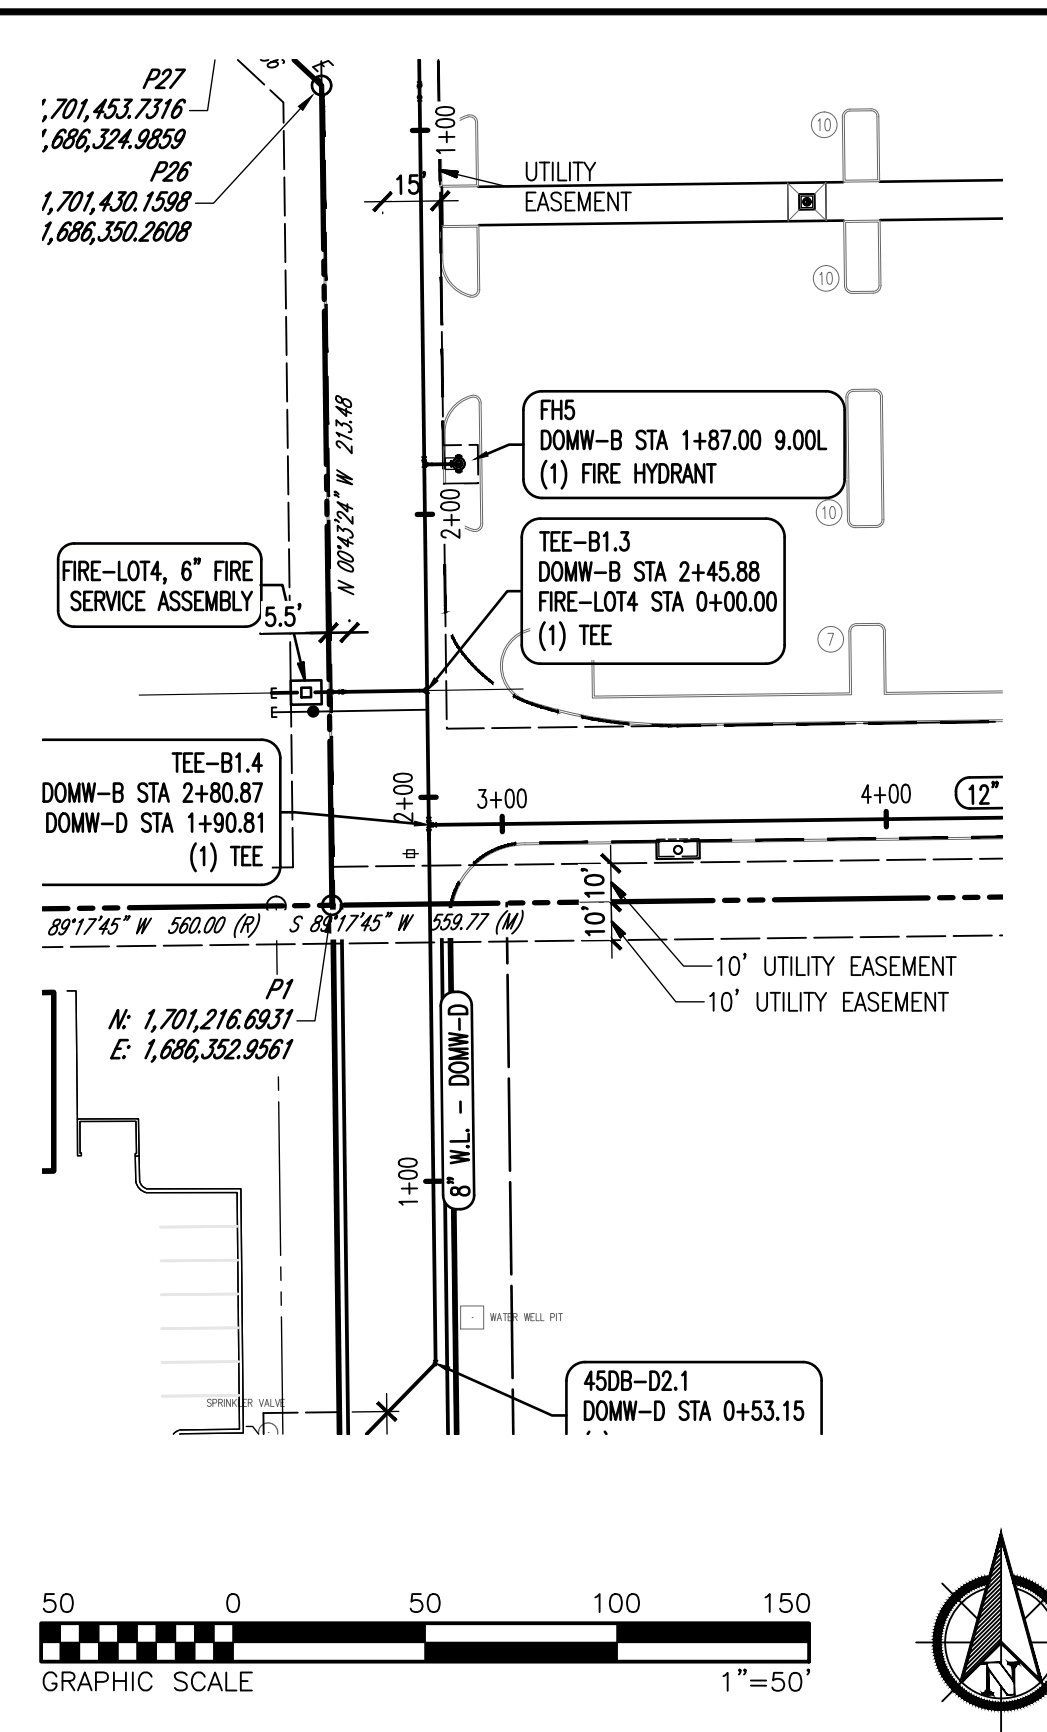 P27
,701,453.7316
,686,324.9859
P26
1,701,430.1598
1,686,350.2608
1+00
15'
UTILITY
EASEMENT
10
10
N 00°43'24" W 213.48
FH5
DOMW-B STA 1+87.00 9.00L
(1) FIRE HYDRANT
10
2+00
TEE-B1.3
DOMW-B STA 2+45.88
FIRE-LOT4 STA 0+00.00
(1) TEE
FIRE-LOT4, 6" FIRE
SERVICE ASSEMBLY
5.5'
7
E
E
TEE-B1.4
DOMW-B STA 2+80.87
DOMW-D STA 1+90.81
(1) TEE
2+00
3+00
4+00
12"
10'
10'
89°17'45" W 560.00 (R)
S 89°17'45" W 559.77 (M)
10' UTILITY EASEMENT
10' UTILITY EASEMENT
P1
N: 1,701,216.6931
E: 1,686,352.9561
8" W.L. - DOMW-D
1+00
WATER WELL PIT
SPRINKLER VALVE
45DB-D2.1
DOMW-D STA 0+53.15
50 0 50 100 150
GRAPHIC SCALE 1"=50'
N